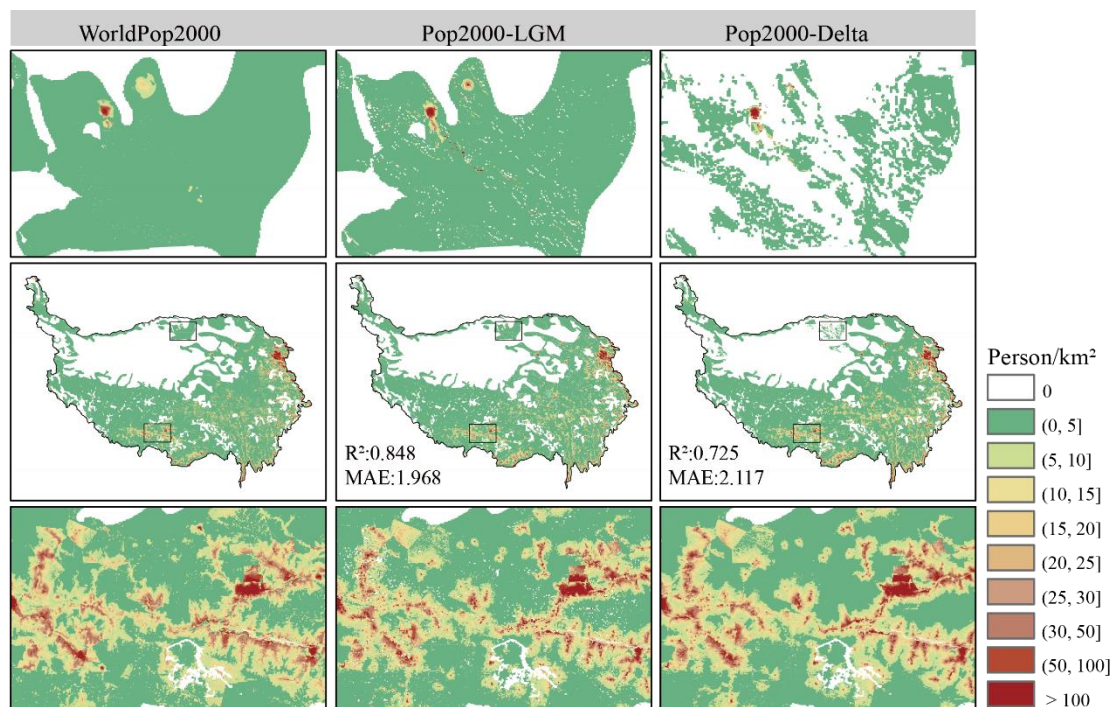 WorldPop2000 Pop2000-LGM Pop2000-Delta
R²:0.848
MAE:1.968
R²:0.725
MAE:2.117
Person/km²
0
(0, 5]
(5, 10]
(10, 15]
(15, 20]
(20, 25]
(25, 30]
(30, 50]
(50, 100]
> 100